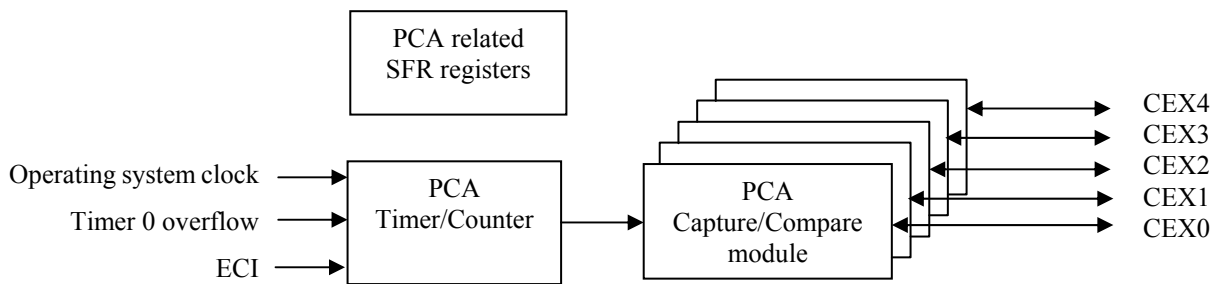 PCA related
SFR registers
Operating system clock
Timer 0 overflow
ECI
PCA
Timer/Counter
PCA
Capture/Compare
module
CEX4
CEX3
CEX2
CEX1
CEX0